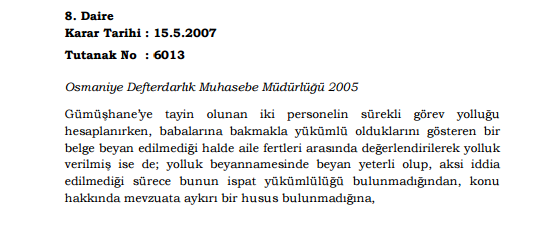 8. Daire
Karar Tarihi : 15.5.2007
Tutanak No : 6013
Osmaniye Defterdarlık Muhasebe Müdürlüğü 2005
Gümüşhane’ye tayin olunan iki personelin sürekli görev yolluğu
hesaplanırken, babalarına bakmakla yükümlü olduklarını gösteren bir
belge beyan edilmediği halde aile fertleri arasında değerlendirilerek yolluk
verilmiş ise de; yolluk beyannamesinde beyan yeterli olup, aksi iddia
edilmediği sürece bunun ispat yükümlülüğü bulunmadığından, konu
hakkında mevzuata aykırı bir husus bulunmadığına,